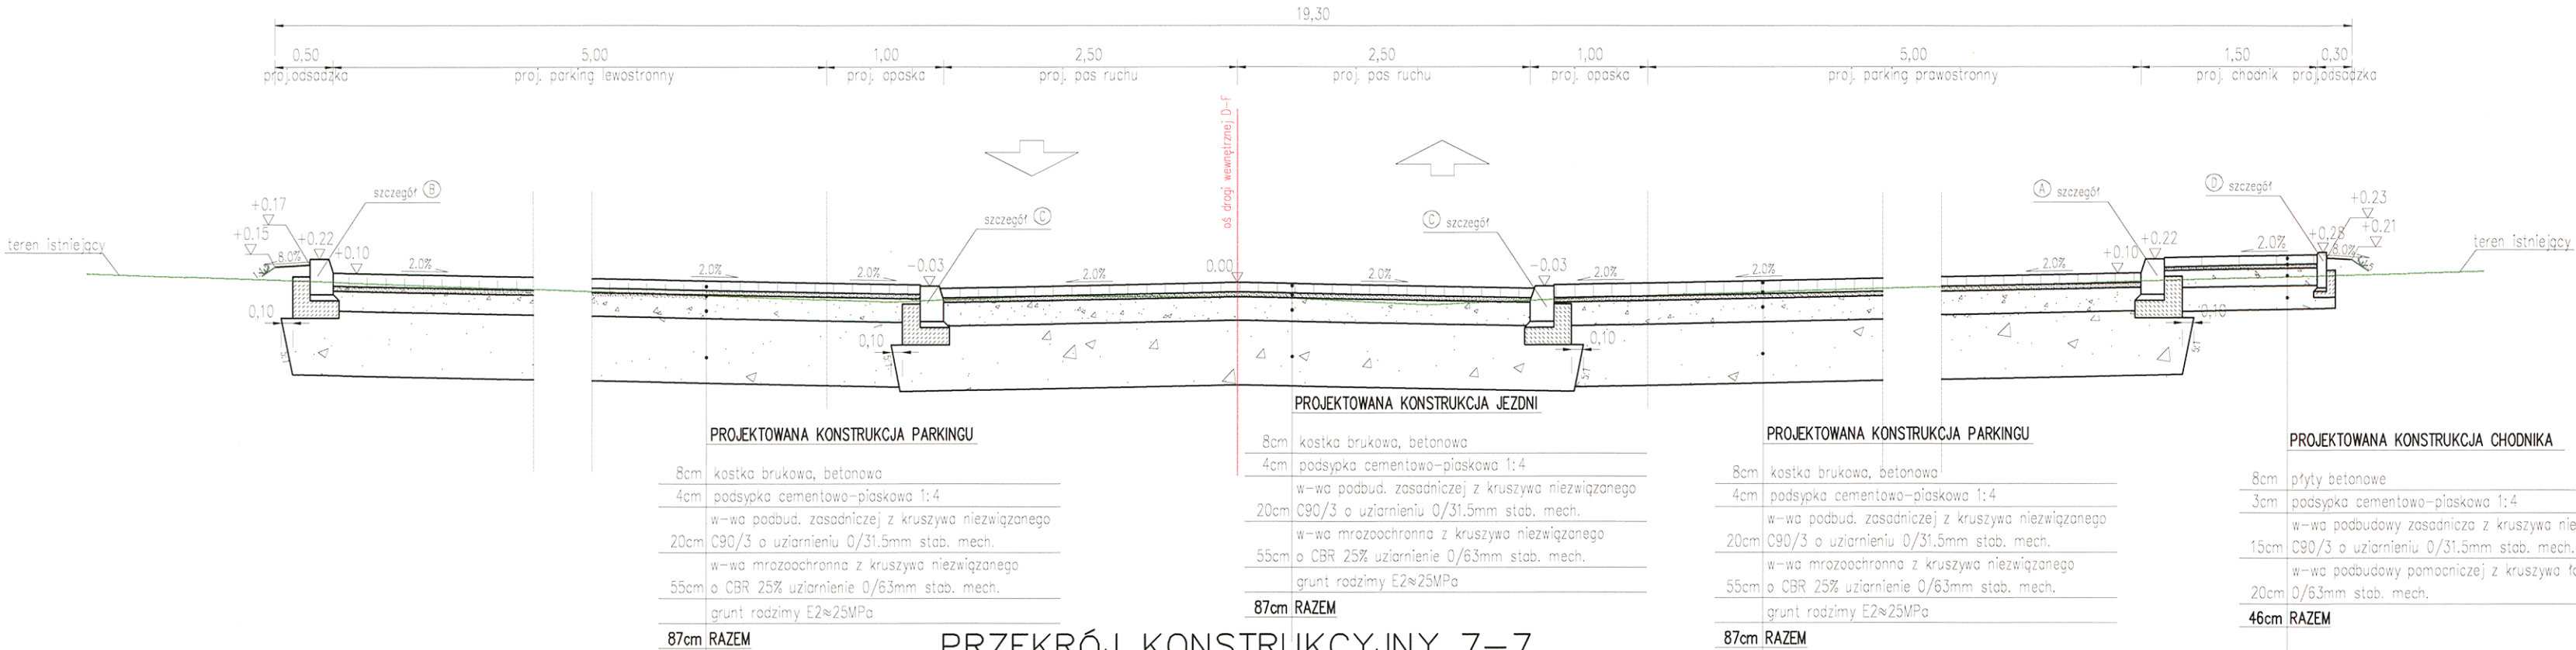 19,30
0,50 5,00 1,00 2,50 2,50 1,00 5,00 1,50 0,30
proj.odsadzka proj. parking lewostronny proj. opaska proj. pas ruchu proj. pas ruchu proj. opaska proj. parking prawostronny proj. chodnik proj.odsadzka
oś drogi wewnętrznej D-F
szczegół B
szczegół C
C szczegół
A szczegół
D szczegół
+0.17
+0.15
+0.22
+0.10
8.0%
teren istniejący
2.0%
2.0%
2.0%
-0.03
2.0%
0.00
2.0%
-0.03
2.0%
2.0%
2.0%
+0.10
+0.22
2.0%
+0.28
+0.23
+0.21
8.0%
teren istniejący
0,10
0,10
0,10
0,10
PROJEKTOWANA KONSTRUKCJA PARKINGU
8cm kostka brukowa, betonowa
4cm podsypka cementowo-piaskowa 1:4
w-wa podbud. zasadniczej z kruszywa niezwiązanego
20cm C90/3 o uziarnieniu 0/31.5mm stab. mech.
w-wa mrozoochronna z kruszywa niezwiązanego
55cm o CBR 25% uziarnienie 0/63mm stab. mech.
grunt rodzimy E2≈25MPa
87cm RAZEM
PROJEKTOWANA KONSTRUKCJA JEZDNI
8cm kostka brukowa, betonowa
4cm podsypka cementowo-piaskowa 1:4
w-wa podbud. zasadniczej z kruszywa niezwiązanego
20cm C90/3 o uziarnieniu 0/31.5mm stab. mech.
w-wa mrozoochronna z kruszywa niezwiązanego
55cm o CBR 25% uziarnienie 0/63mm stab. mech.
grunt rodzimy E2≈25MPa
87cm RAZEM
PROJEKTOWANA KONSTRUKCJA PARKINGU
8cm kostka brukowa, betonowa
4cm podsypka cementowo-piaskowa 1:4
w-wa podbud. zasadniczej z kruszywa niezwiązanego
20cm C90/3 o uziarnieniu 0/31.5mm stab. mech.
w-wa mrozoochronna z kruszywa niezwiązanego
55cm o CBR 25% uziarnienie 0/63mm stab. mech.
grunt rodzimy E2≈25MPa
87cm RAZEM
PROJEKTOWANA KONSTRUKCJA CHODNIKA
8cm płyty betonowe
3cm podsypka cementowo-piaskowa 1:4
w-wa podbudowy zasadnicza z kruszywa
15cm C90/3 o uziarnieniu 0/31.5mm stab. mech.
w-wa podbudowy pomocniczej z kruszywa
20cm 0/63mm stab. mech.
46cm RAZEM
PRZEKRÓJ KONSTRUKCYJNY 7-7